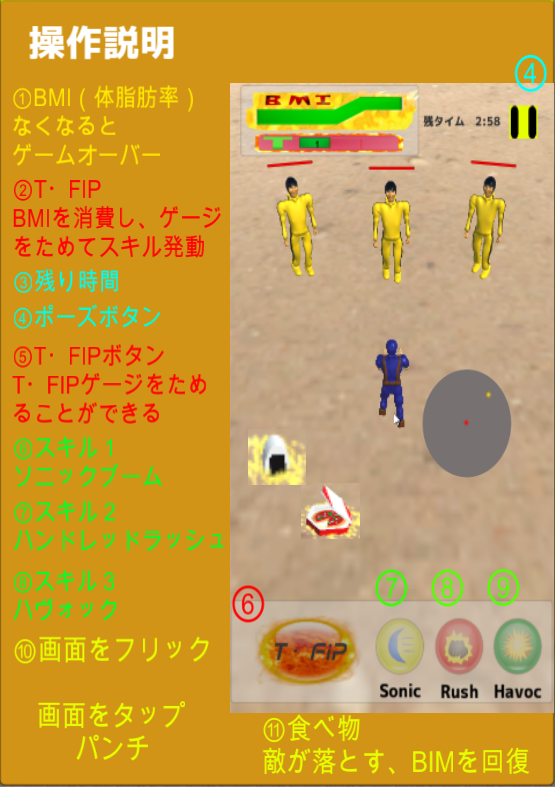 操作説明
①BMI（体脂肪率）
なくなると
ゲームオーバー
②T・FIP
BMIを消費し、ゲージ
をためてスキル発動
③残り時間
④ポーズボタン
⑤T・FIPボタン
T・FIPゲージをため
ることができる
⑥スキル1
ソニックブーム
⑦スキル2
ハンドレッドラッシュ
⑧スキル3
ハヴォック
⑩画面をフリック
画面をタップ
パンチ
④
BMI
残タイム 2:58
1
⑥
⑦
⑧
⑨
T・FiP
Sonic
Rush
Havoc
⑪食べ物
敵が落とす、BIMを回復